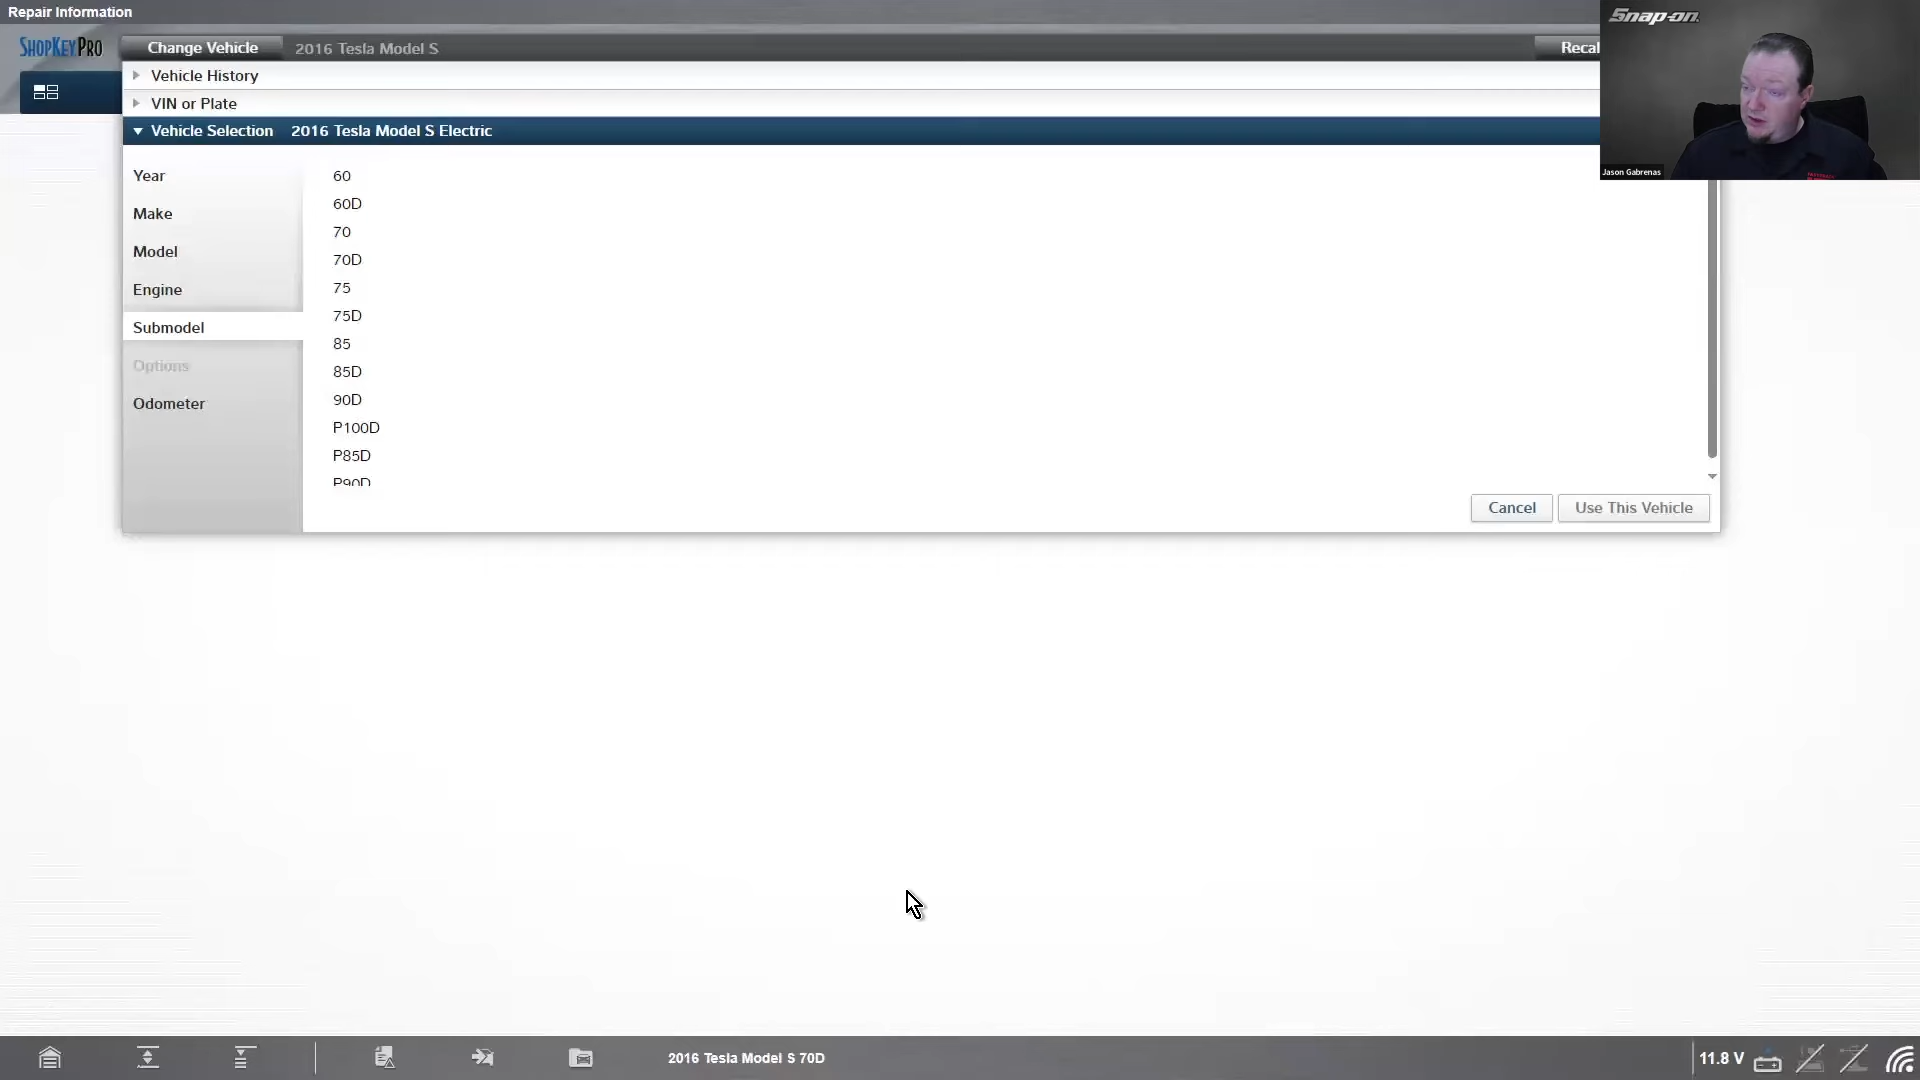 Repair Information
Snap-on
SHOPKEYPRO
Change Vehicle
2016 Tesla Model S
Vehicle History
VIN or Plate
Vehicle Selection 2016 Tesla Model S Electric
Jason Gabrenas
Year
Make
Model
Engine
Submodel
Options
Odometer
60
60D
70
70D
75
75D
85
85D
90D
P100D
P85D
P90D
Cancel
Use This Vehicle
2016 Tesla Model S 70D
11.8 V